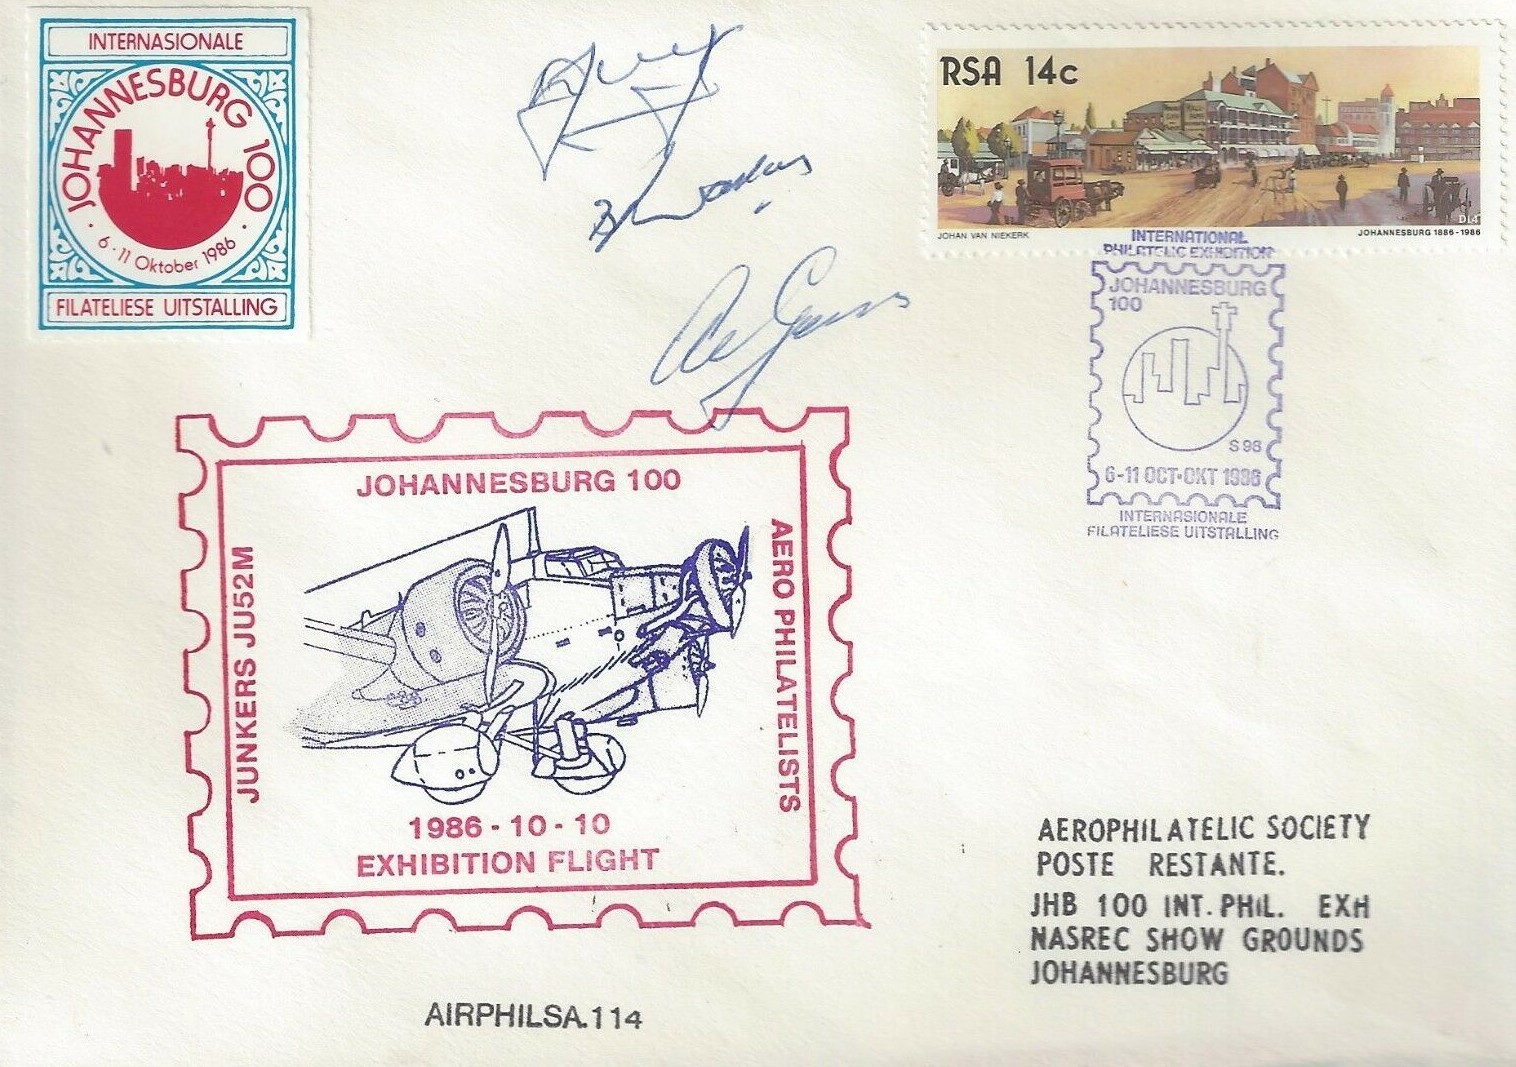 INTERNASIONALE
JOHANNESBURG 100
6-11 Oktober 1986
FILATELIESE UITSTALLING
RSA 14c
D147
JOHAN VAN NIEKERK
JOHANNESBURG 1886-1986
INTERNATIONAL
PHILATELIC EXHIBITION
JOHANNESBURG
100
S 98
6-11 OCT·OKT 1986
INTERNASIONALE
FILATELIESE UITSTALLING
JOHANNESBURG 100
JUNKERS JU52M
AERO PHILATELISTS
1986-10-10
EXHIBITION FLIGHT
AEROPHILATELIC SOCIETY
POSTE RESTANTE.
JHB 100 INT. PHIL. EXH
NASREC SHOW GROUNDS
JOHANNESBURG
AIRPHILSA.114